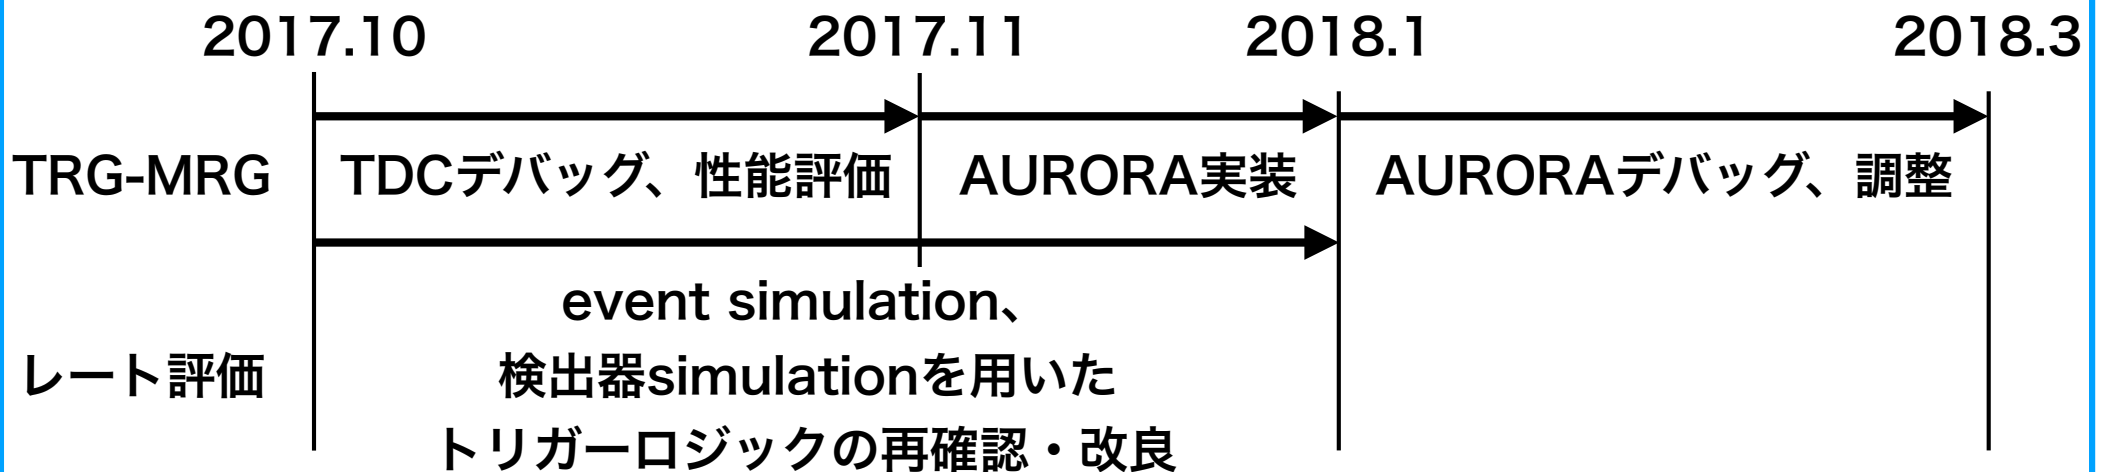 2017.10 2017.11 2018.1 2018.3
TRG-MRG TDCデバッグ、性能評価 AURORA実装 AURORAデバッグ、調整
event simulation、
レート評価 検出器simulationを用いた
トリガーロジックの再確認・改良